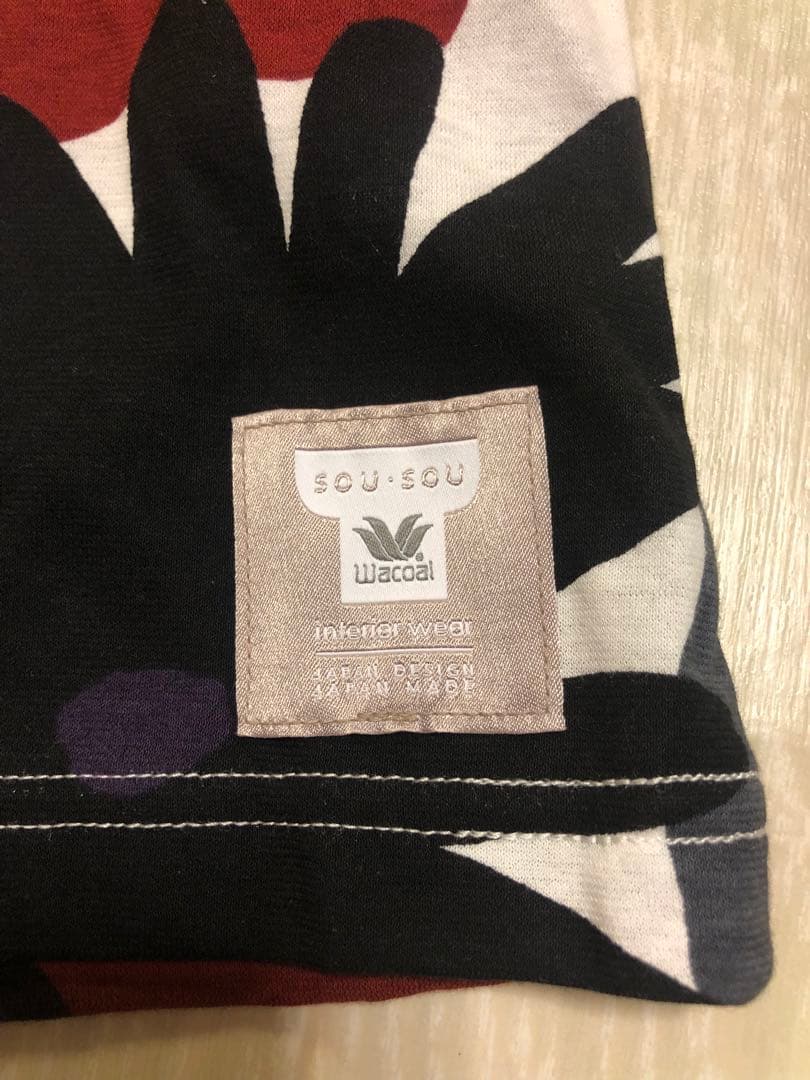 SOU・SOU
Wacoal®
interior wear
JAPAN DESIGN
JAPAN MADE